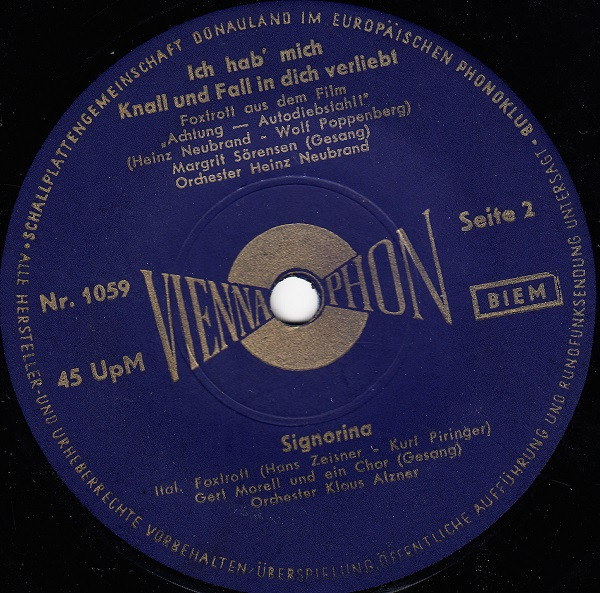 SCHALLPLATTENGEMEINSCHAFT DONAULAND IM EUROPÄISCHEN PHONOKLUB · ALLE HERSTELLER- UND URHEBERRECHTE VORBEHALTEN/ÜBERSPIELUNG, ÖFFENTLICHE AUFFÜHRUNG UND RUNDFUNKSENDUNG UNTERSAGT ·
Ich hab' mich
Knall und Fall in dich verliebt
Foxtrott aus dem Film
"Achtung — Autodiebstahl!"
(Heinz Neubrand - Wolf Poppenberg)
Margrit Sörensen (Gesang)
Orchester Heinz Neubrand
Seite 2
Nr. 1059
VIENNAPHON
BIEM
45 UpM
Signorina
Ital. Foxtrott (Hans Zeisner - Kurt Piringer)
Gerl Morell und ein Chor (Gesang)
Orchester Klaus Alzner